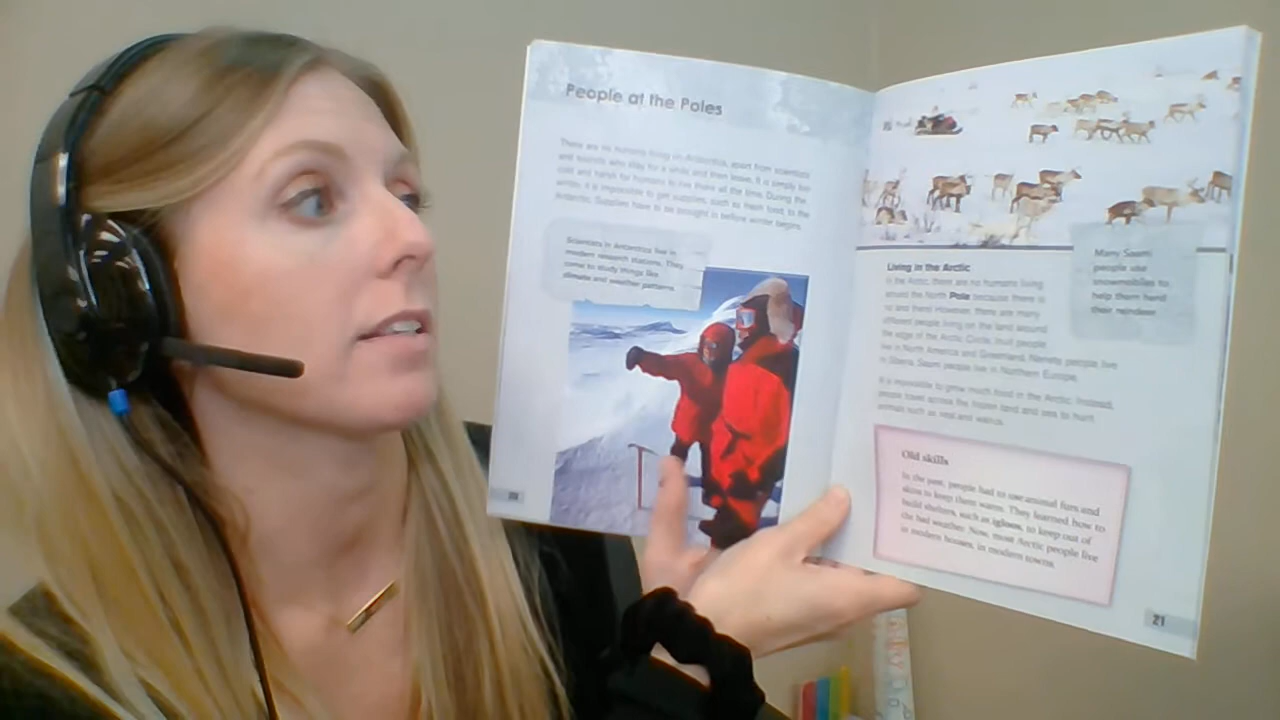 People at the Poles
There are no humans living in Antarctica, apart from scientists
and tourists who stay for a while and then leave. It is simply too
cold and harsh for humans to live there all the time. During the
winter, it is impossible to get supplies, such as fresh food, to the
Antarctic. Supplies have to be brought in before winter begins.
Scientists in Antarctica live in
modern research stations. They
come to study things like
climate and weather patterns.
20
Many Saami
people use
snowmobiles to
help them herd
their reindeer.
Living in the Arctic
In the Arctic, there are no humans living
around the North Pole because there is
no land there! However, there are many
different people living on the land around
the edge of the Arctic Circle. Inuit people
live in North America and Greenland. Nenets people live
in Siberia. Saami people live in Northern Europe.
It is impossible to grow much food in the Arctic. Instead,
people travel across the frozen land and sea to hunt
animals such as seal and walrus.
Old skills
In the past, people had to use animal furs and
skins to keep them warm. They learned how to
build shelters, such as igloos, to keep out of
the bad weather. Now, most Arctic people live
in modern houses, in modern towns.
21